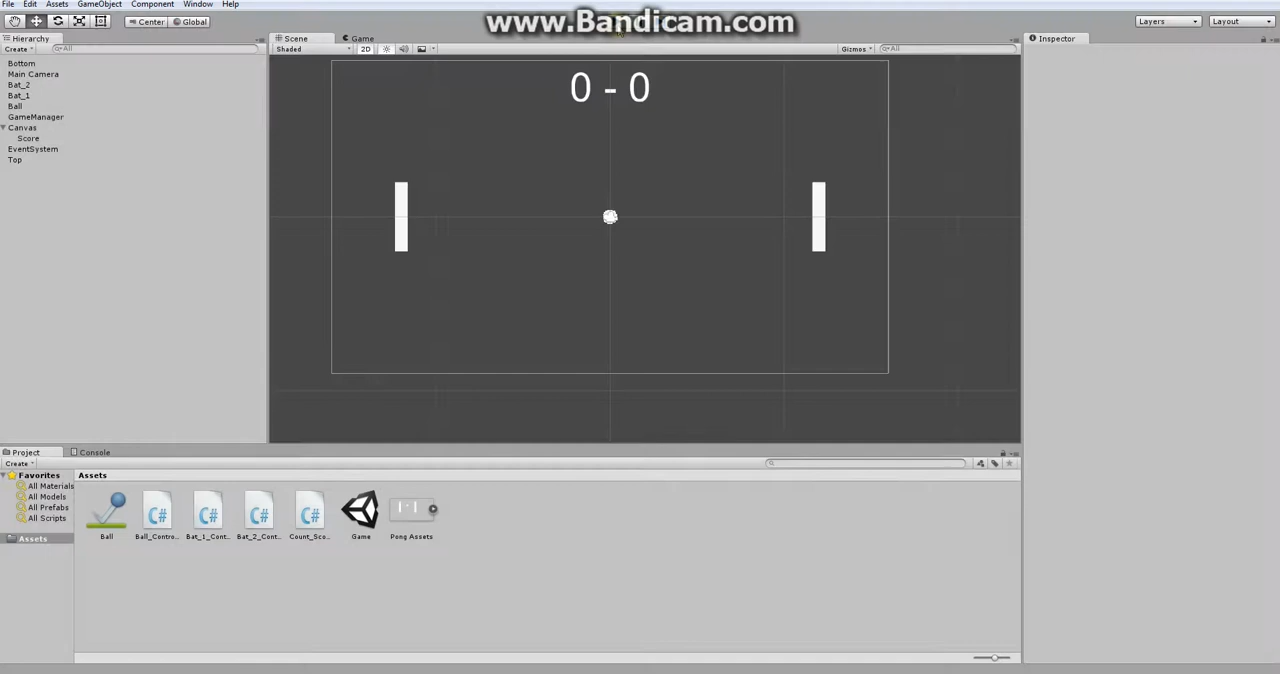 File Edit Assets GameObject Component Window Help
www.Bandicam.com
Center Global
Layers Layout
Hierarchy
Create All
Bottom
Main Camera
Bat_2
Bat_1
Ball
GameManager
Canvas
Score
EventSystem
Top
Scene Game
Shaded 2D Gizmos All
0 - 0
Inspector
Project Console
Create
Favorites
All Materials
All Models
All Prefabs
All Scripts
Assets
Assets
Ball Ball_Contro... Bat_1_Cont... Bat_2_Cont... Count_Sco... Game Pong Assets